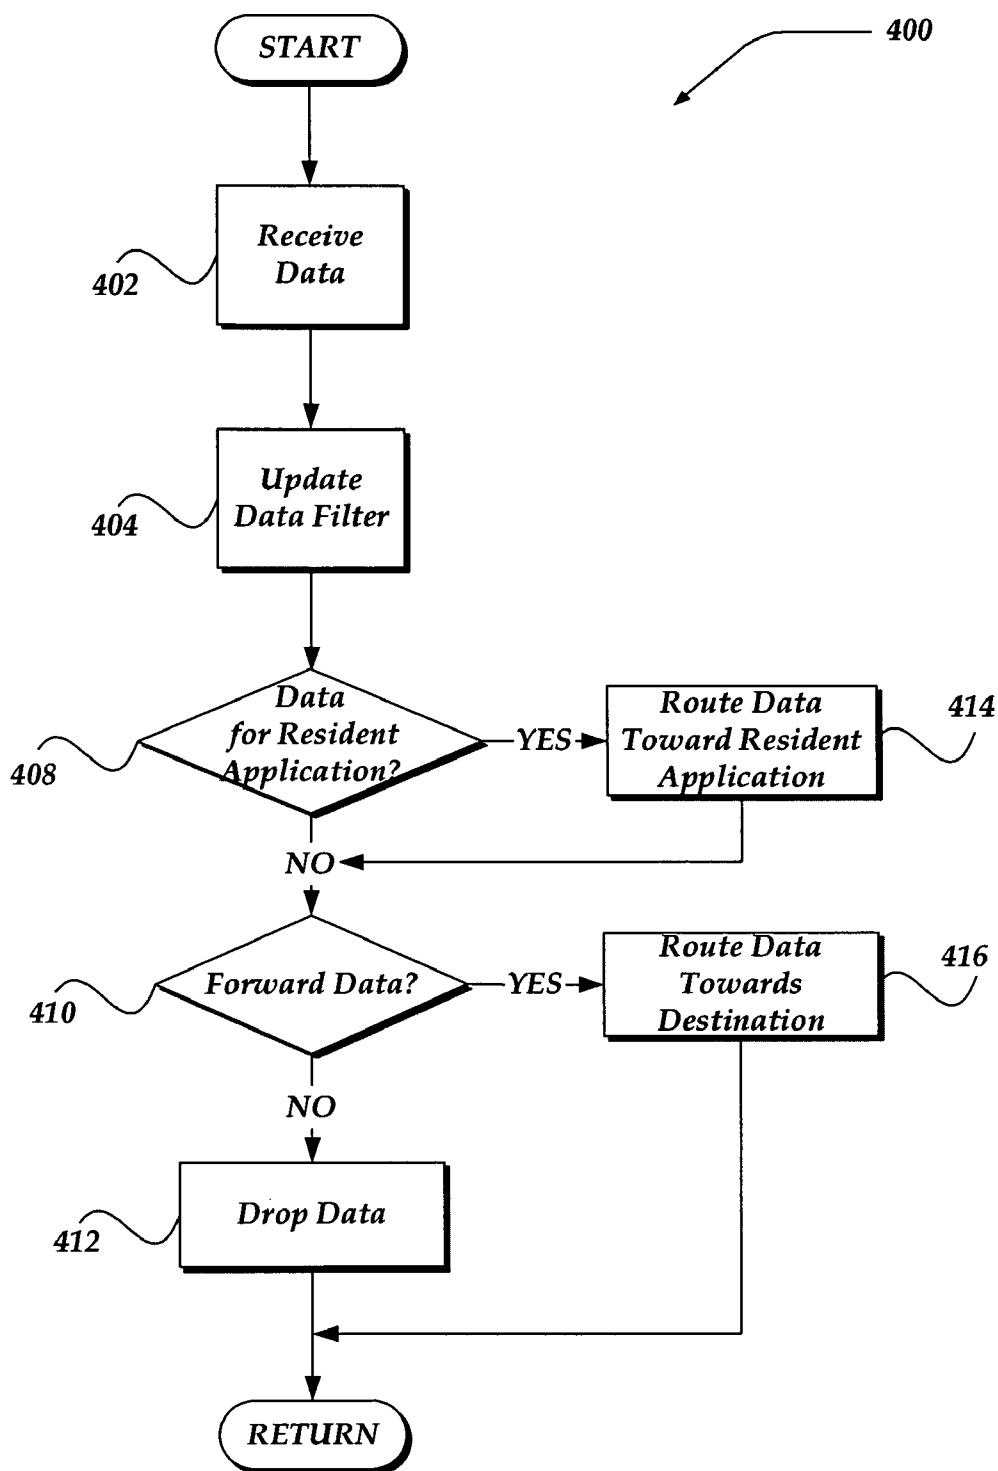 START
400
Receive
Data
402
Update
Data Filter
404
Data
for Resident
Application?
408
YES
Route Data
Toward Resident
Application
414
NO
Forward Data?
410
YES
Route Data
Towards
Destination
416
NO
Drop Data
412
RETURN